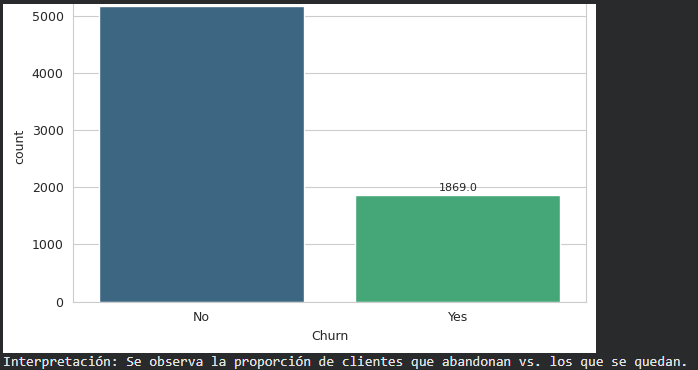 5000
4000
3000
2000
1000
0
count
1869.0
No
Yes
Churn
Interpretación: Se observa la proporción de clientes que abandonan vs. los que se quedan.